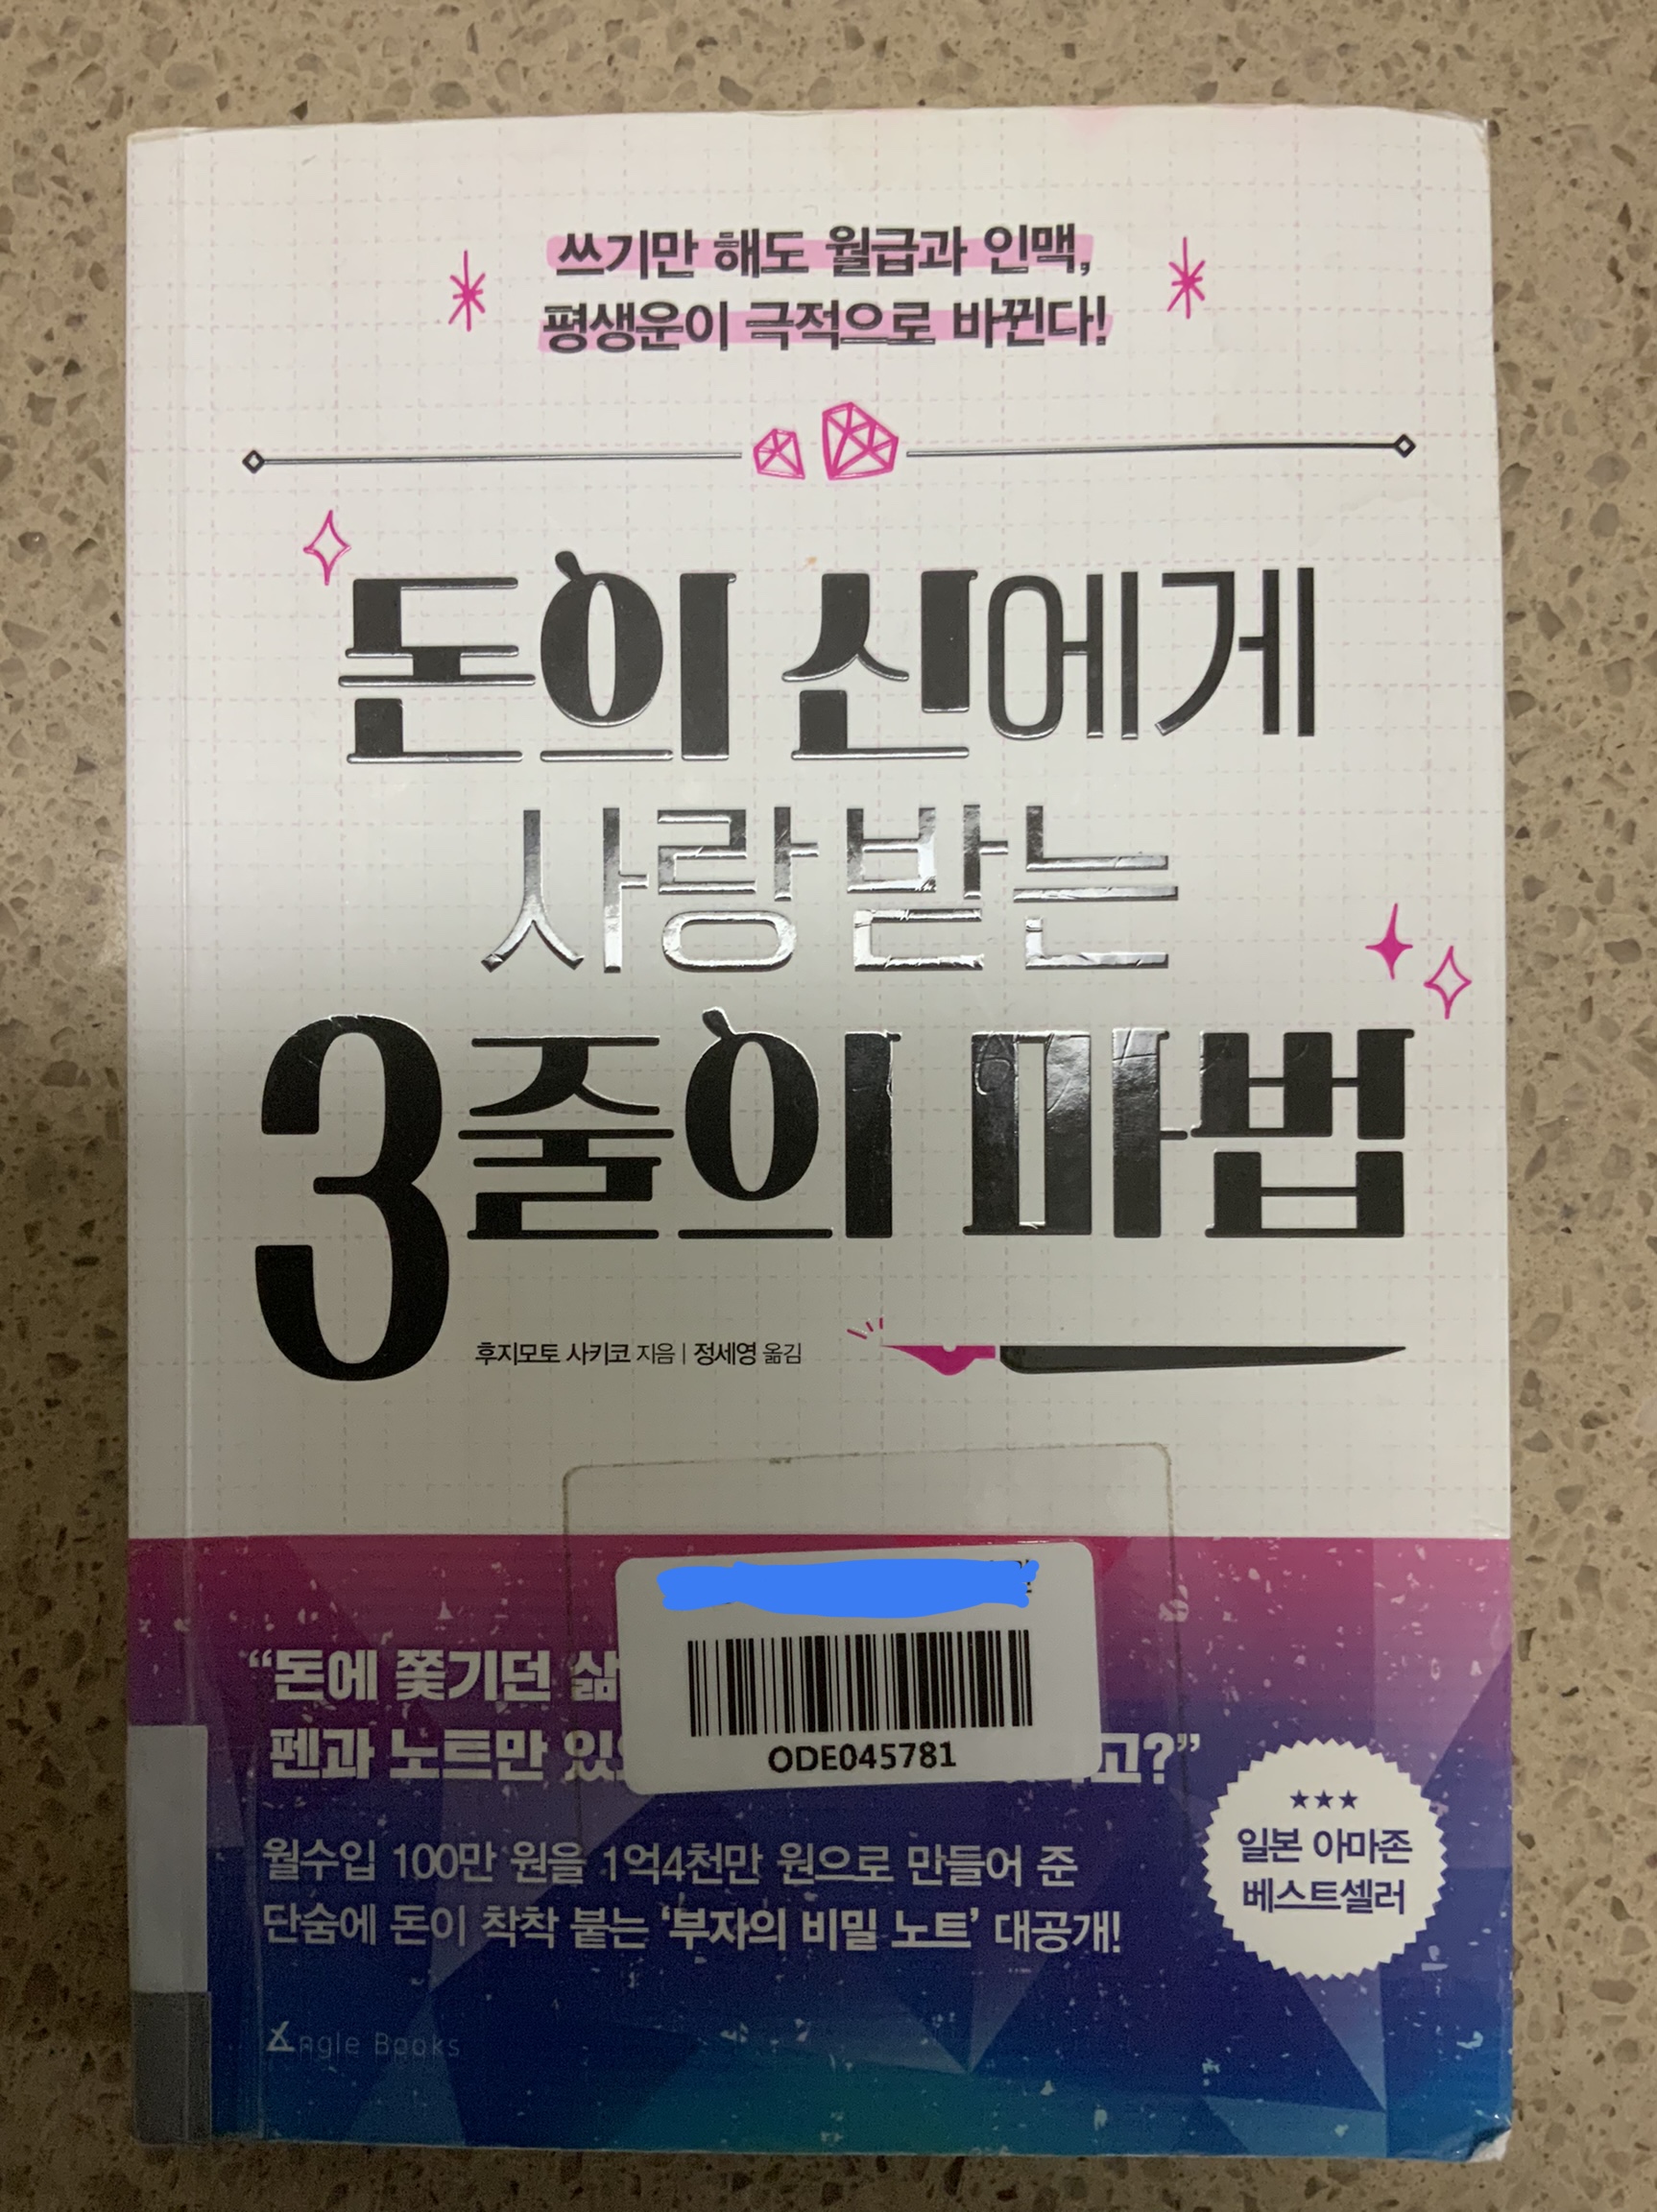 쓰기만 해도 월급과 인맥,
평생운이 극적으로 바뀐다!
돈의 신에게
사랑받는
3줄의 마법
후지모토 사키코 지음 | 정세영 옮김
“돈에 쫓기던 삶
펜과 노트만 고?”
ODE045781
월수입 100만 원을 1억4천만 원으로 만들어 준
단숨에 돈이 착착 붙는 ‘부자의 비밀 노트’ 대공개!
★★★
일본 아마존
베스트셀러
Angle Books